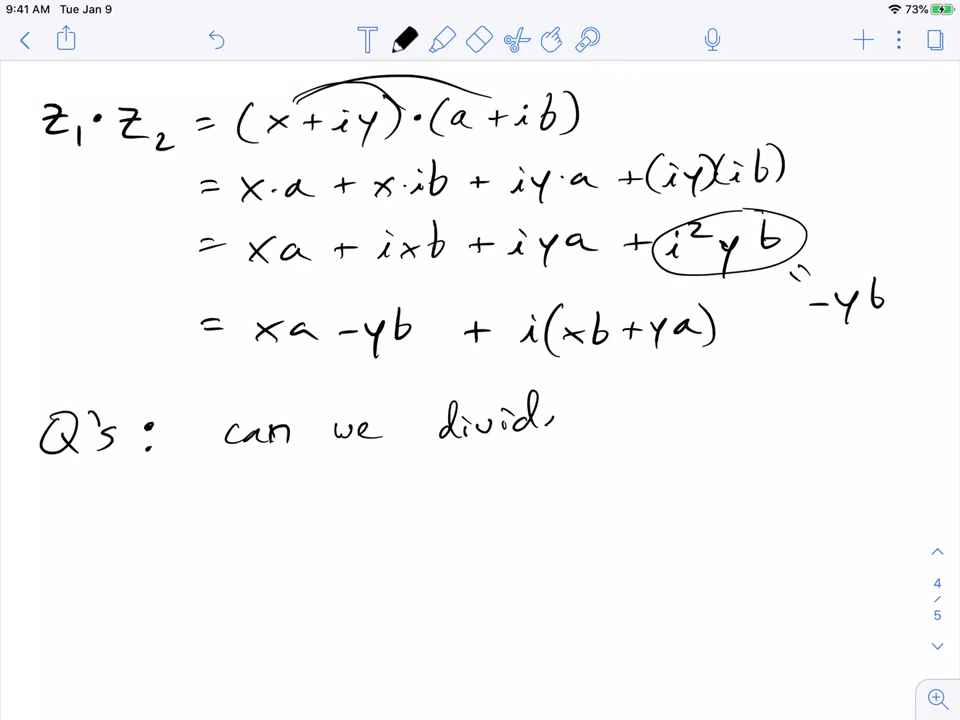 9:41 AM Tue Jan 9
73%
z₁ · z₂ = (x + iy) · (a + ib)
= x·a + x·ib + iy·a + (iy)(ib)
= xa + ixb + iya + i²yb
= -yb
= xa - yb + i(xb + ya)
Q's : can we divid
4
/
5